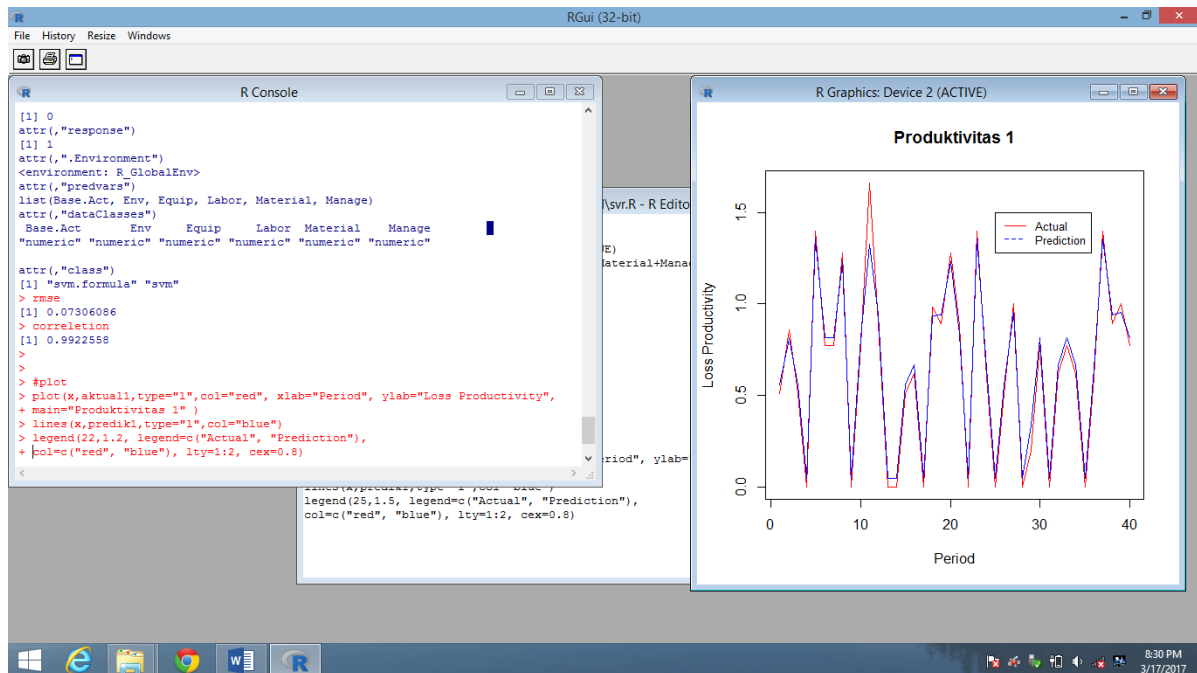 RGui (32-bit)
File History Resize Windows
R Console
[1] 0
attr(,"response")
[1] 1
attr(,".Environment")
<environment: R_GlobalEnv>
attr(,"predvars")
list(Base.Act, Env, Equip, Labor, Material, Manage)
attr(,"dataClasses")
Base.Act Env Equip Labor Material Manage
"numeric" "numeric" "numeric" "numeric" "numeric" "numeric"
attr(,"class")
[1] "svm.formula" "svm"
> rmse
[1] 0.07306086
> correletion
[1] 0.9922558
>
>
> #plot
> plot(x,aktual1,type="l",col="red", xlab="Period", ylab="Loss Productivity",
+ main="Produktivitas 1" )
> lines(x,predik1,type="l",col="blue")
> legend(22,1.2, legend=c("Actual", "Prediction"),
+ col=c("red", "blue"), lty=1:2, cex=0.8)
\svr.R - R Edito
E)
aterial+Mana
eriod", ylab=
legend(25,1.5, legend=c("Actual", "Prediction"),
col=c("red", "blue"), lty=1:2, cex=0.8)
R Graphics: Device 2 (ACTIVE)
Produktivitas 1
Actual
Prediction
Loss Productivity
1.5
1.0
0.5
0.0
0 10 20 30 40
Period
8:30 PM
3/17/2017